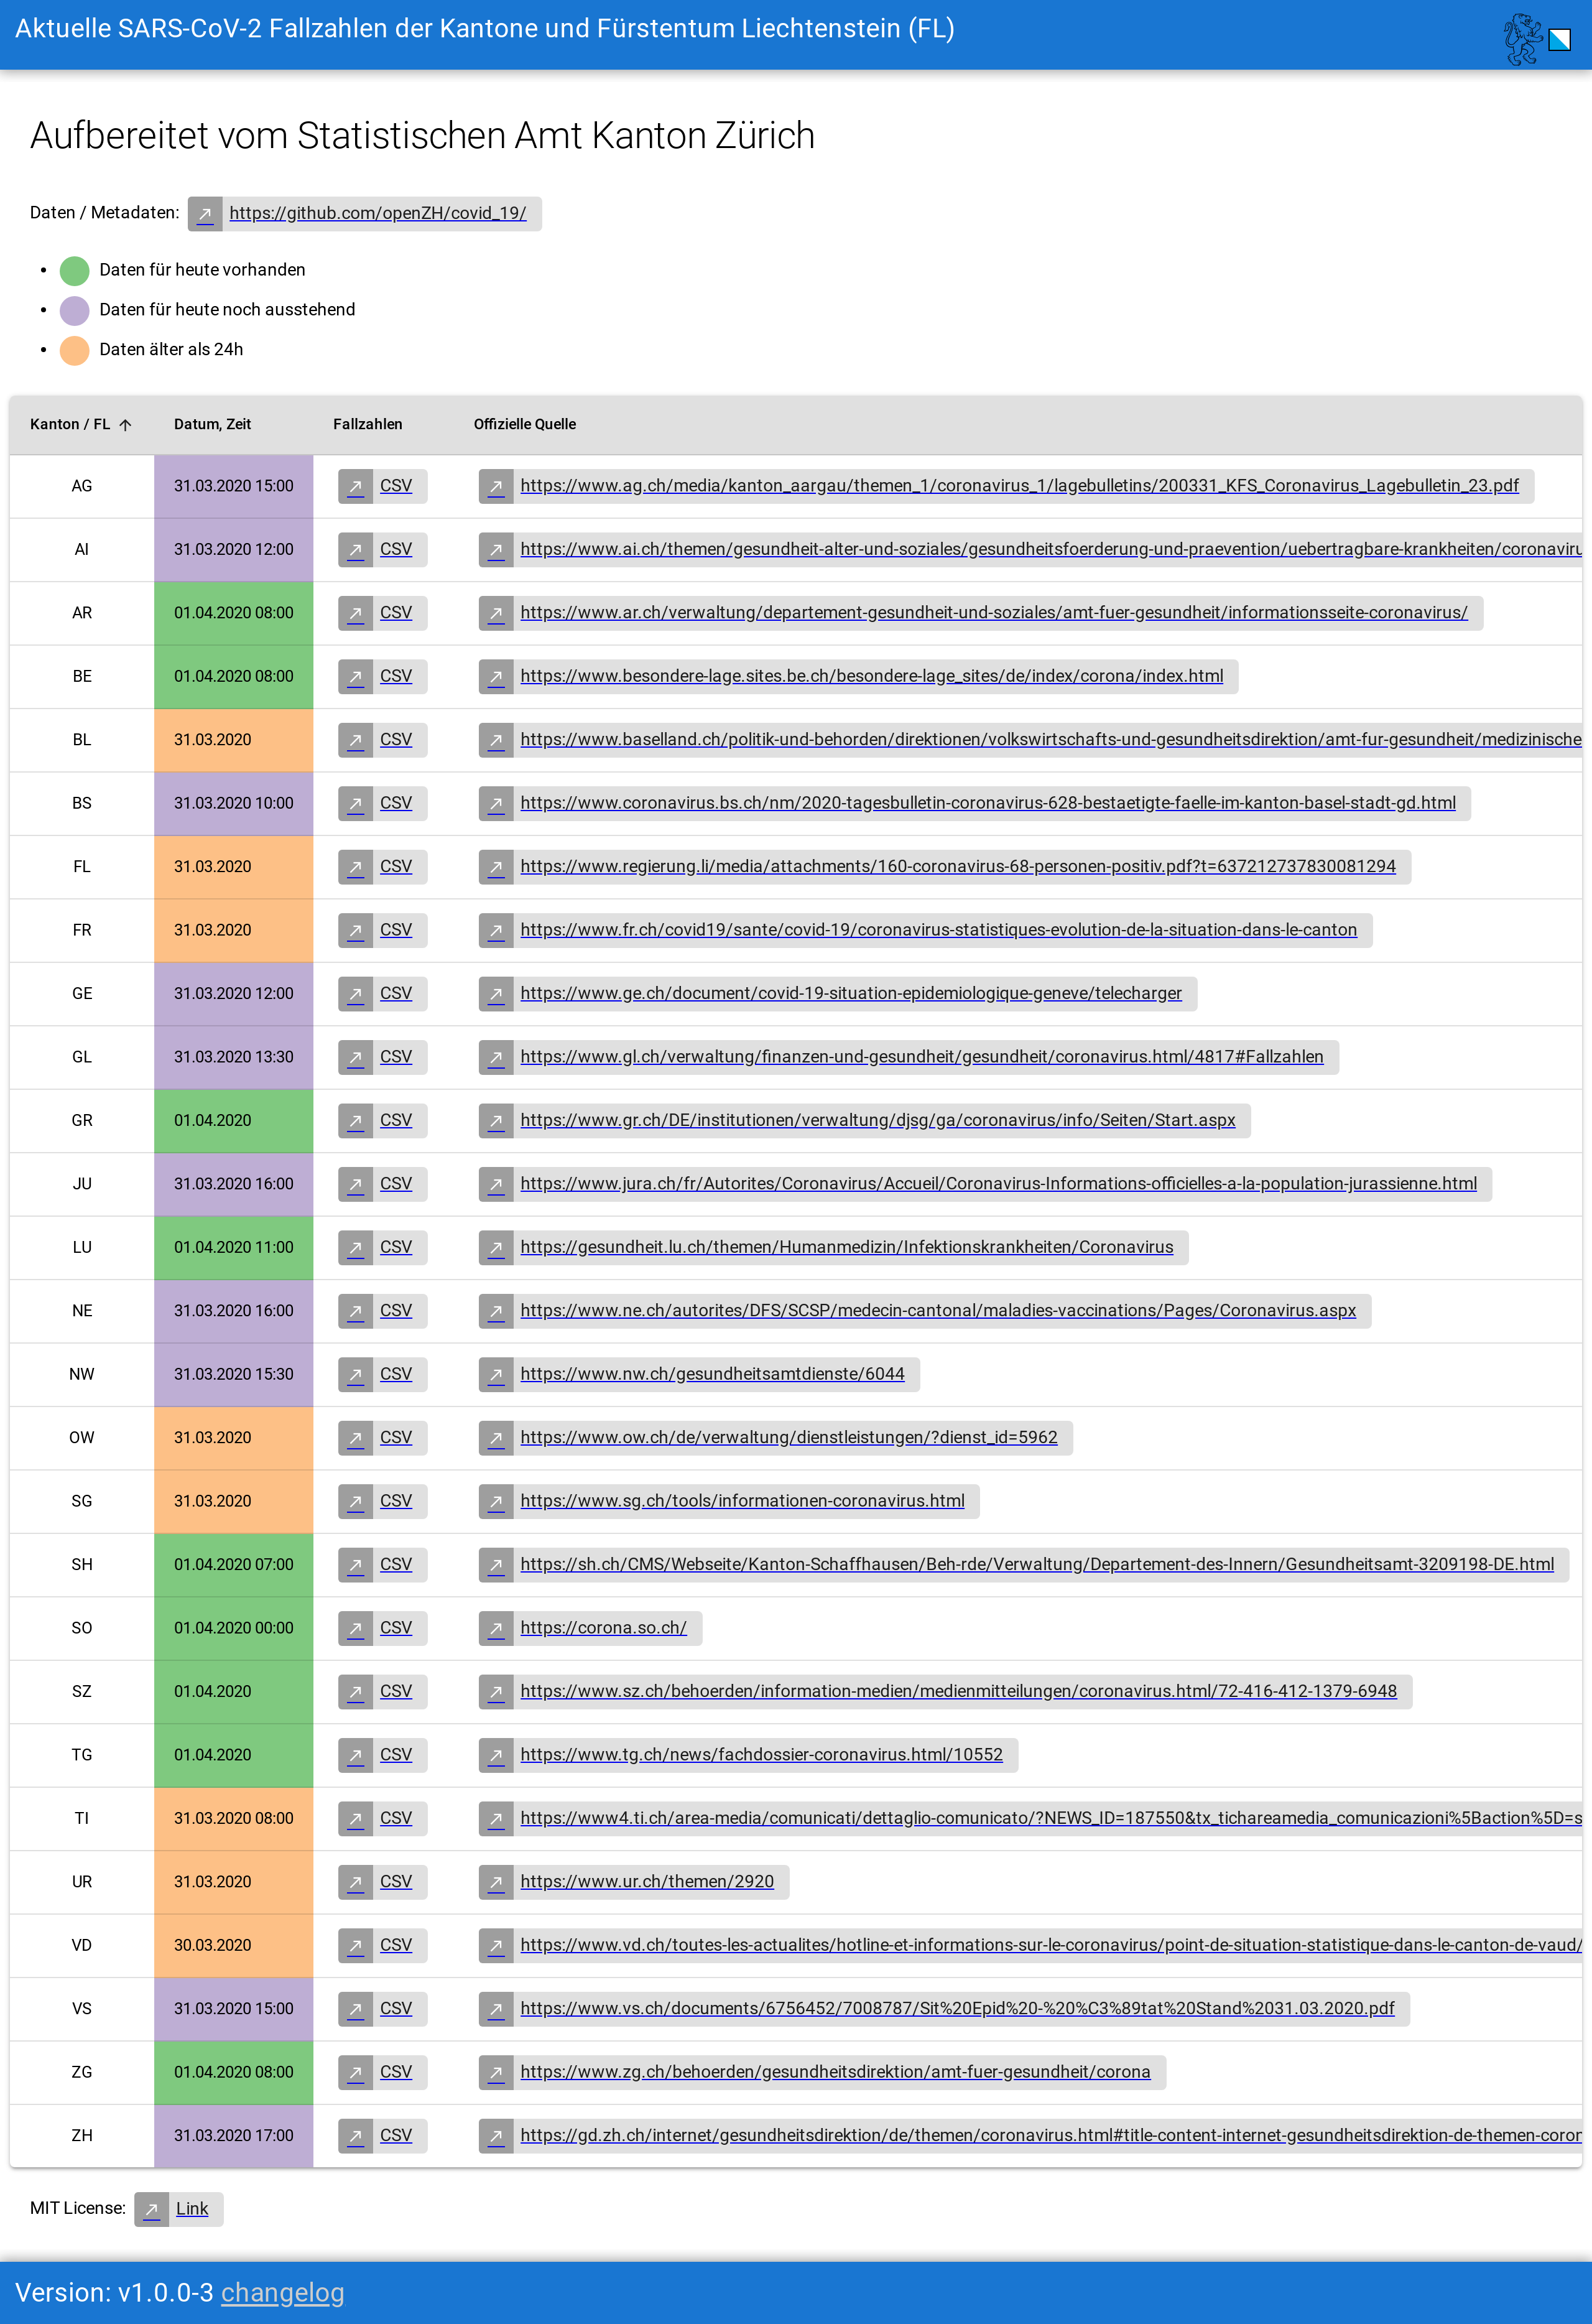 Aktuelle SARS-CoV-2 Fallzahlen der Kantone und Fürstentum Liechtenstein (FL)
Aufbereitet vom Statistischen Amt Kanton Zürich
Daten / Metadaten: https://github.com/openZH/covid_19/
Daten für heute vorhanden
Daten für heute noch ausstehend
Daten älter als 24h
Kanton / FL Datum, Zeit Fallzahlen Offizielle Quelle
AG 31.03.2020 15:00 CSV https://www.ag.ch/media/kanton_aargau/themen_1/coronavirus_1/lagebulletins/200331_KFS_Coronavirus_Lagebulletin_23.pdf
AI 31.03.2020 12:00 CSV https://www.ai.ch/themen/gesundheit-alter-und-soziales/gesundheitsfoerderung-und-praevention/uebertragbare-krankheiten/coronaviru
AR 01.04.2020 08:00 CSV https://www.ar.ch/verwaltung/departement-gesundheit-und-soziales/amt-fuer-gesundheit/informationsseite-coronavirus/
BE 01.04.2020 08:00 CSV https://www.besondere-lage.sites.be.ch/besondere-lage_sites/de/index/corona/index.html
BL 31.03.2020 CSV https://www.baselland.ch/politik-und-behorden/direktionen/volkswirtschafts-und-gesundheitsdirektion/amt-fur-gesundheit/medizinische
BS 31.03.2020 10:00 CSV https://www.coronavirus.bs.ch/nm/2020-tagesbulletin-coronavirus-628-bestaetigte-faelle-im-kanton-basel-stadt-gd.html
FL 31.03.2020 CSV https://www.regierung.li/media/attachments/160-coronavirus-68-personen-positiv.pdf?t=637212737830081294
FR 31.03.2020 CSV https://www.fr.ch/covid19/sante/covid-19/coronavirus-statistiques-evolution-de-la-situation-dans-le-canton
GE 31.03.2020 12:00 CSV https://www.ge.ch/document/covid-19-situation-epidemiologique-geneve/telecharger
GL 31.03.2020 13:30 CSV https://www.gl.ch/verwaltung/finanzen-und-gesundheit/gesundheit/coronavirus.html/4817#Fallzahlen
GR 01.04.2020 CSV https://www.gr.ch/DE/institutionen/verwaltung/djsg/ga/coronavirus/info/Seiten/Start.aspx
JU 31.03.2020 16:00 CSV https://www.jura.ch/fr/Autorites/Coronavirus/Accueil/Coronavirus-Informations-officielles-a-la-population-jurassienne.html
LU 01.04.2020 11:00 CSV https://gesundheit.lu.ch/themen/Humanmedizin/Infektionskrankheiten/Coronavirus
NE 31.03.2020 16:00 CSV https://www.ne.ch/autorites/DFS/SCSP/medecin-cantonal/maladies-vaccinations/Pages/Coronavirus.aspx
NW 31.03.2020 15:30 CSV https://www.nw.ch/gesundheitsamtdienste/6044
OW 31.03.2020 CSV https://www.ow.ch/de/verwaltung/dienstleistungen/?dienst_id=5962
SG 31.03.2020 CSV https://www.sg.ch/tools/informationen-coronavirus.html
SH 01.04.2020 07:00 CSV https://sh.ch/CMS/Webseite/Kanton-Schaffhausen/Beh-rde/Verwaltung/Departement-des-Innern/Gesundheitsamt-3209198-DE.html
SO 01.04.2020 00:00 CSV https://corona.so.ch/
SZ 01.04.2020 CSV https://www.sz.ch/behoerden/information-medien/medienmitteilungen/coronavirus.html/72-416-412-1379-6948
TG 01.04.2020 CSV https://www.tg.ch/news/fachdossier-coronavirus.html/10552
TI 31.03.2020 08:00 CSV https://www4.ti.ch/area-media/comunicati/dettaglio-comunicato/?NEWS_ID=187550&tx_tichareamedia_comunicazioni%5Baction%5D=s
UR 31.03.2020 CSV https://www.ur.ch/themen/2920
VD 30.03.2020 CSV https://www.vd.ch/toutes-les-actualites/hotline-et-informations-sur-le-coronavirus/point-de-situation-statistique-dans-le-canton-de-vaud/
VS 31.03.2020 15:00 CSV https://www.vs.ch/documents/6756452/7008787/Sit%20Epid%20-%20%C3%89tat%20Stand%2031.03.2020.pdf
ZG 01.04.2020 08:00 CSV https://www.zg.ch/behoerden/gesundheitsdirektion/amt-fuer-gesundheit/corona
ZH 31.03.2020 17:00 CSV https://gd.zh.ch/internet/gesundheitsdirektion/de/themen/coronavirus.html#title-content-internet-gesundheitsdirektion-de-themen-coron
MIT License: Link
Version: v1.0.0-3 changelog